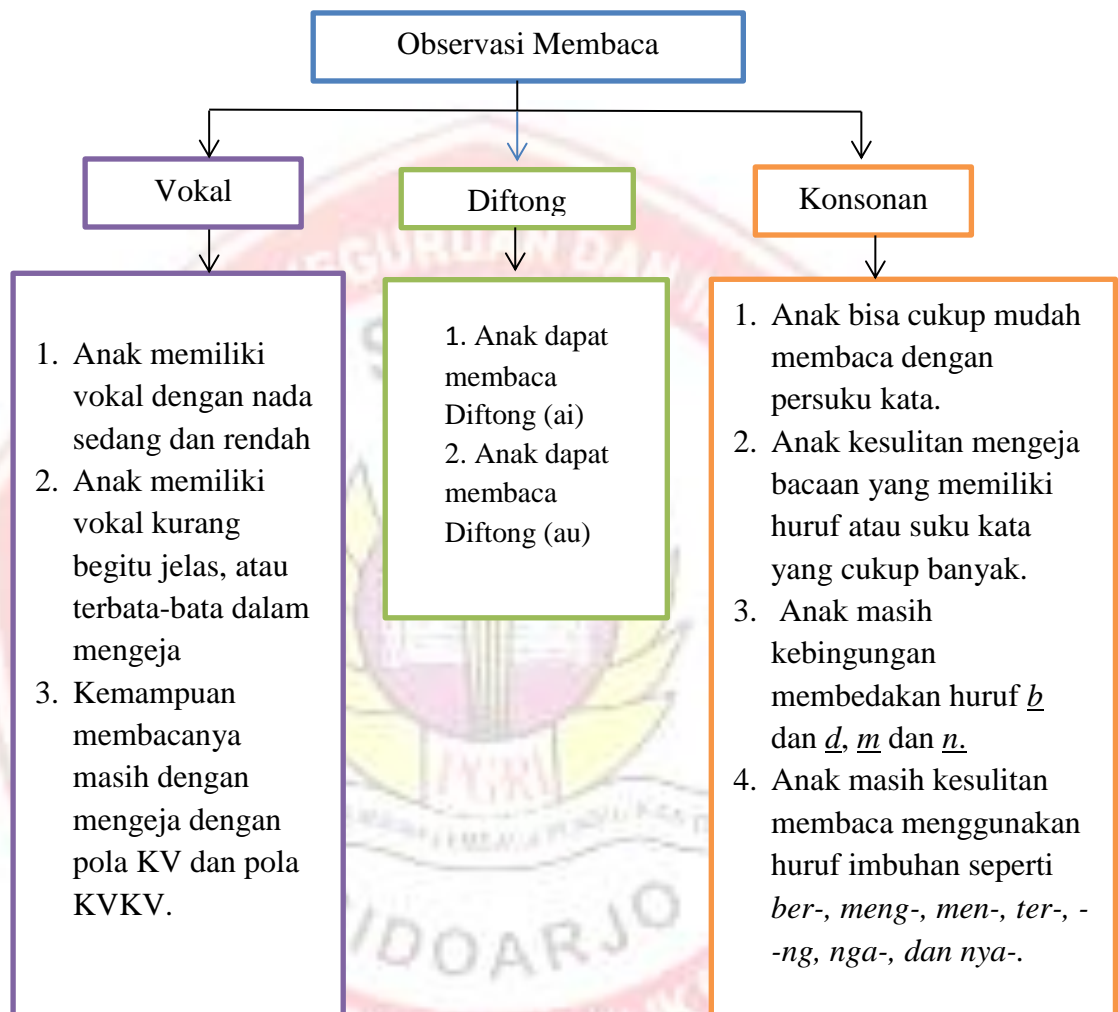 Observasi Membaca
Vokal
Diftong
Konsonan
1. Anak memiliki
vokal dengan nada
sedang dan rendah
2. Anak memiliki
vokal kurang
begitu jelas, atau
terbata-bata dalam
mengeja
3. Kemampuan
membacanya
masih dengan
mengeja dengan
pola KV dan pola
KVKV.
1. Anak dapat
membaca
Diftong (ai)
2. Anak dapat
membaca
Diftong (au)
1. Anak bisa cukup mudah
membaca dengan
persuku kata.
2. Anak kesulitan mengeja
bacaan yang memiliki
huruf atau suku kata
yang cukup banyak.
3. Anak masih
kebingungan
membedakan huruf b
dan d, m dan n.
4. Anak masih kesulitan
membaca menggunakan
huruf imbuhan seperti
ber-, meng-, men-, ter-, -
-ng, nga-, dan nya-.
EGURUAN DAN
PGRI
IDOARJO